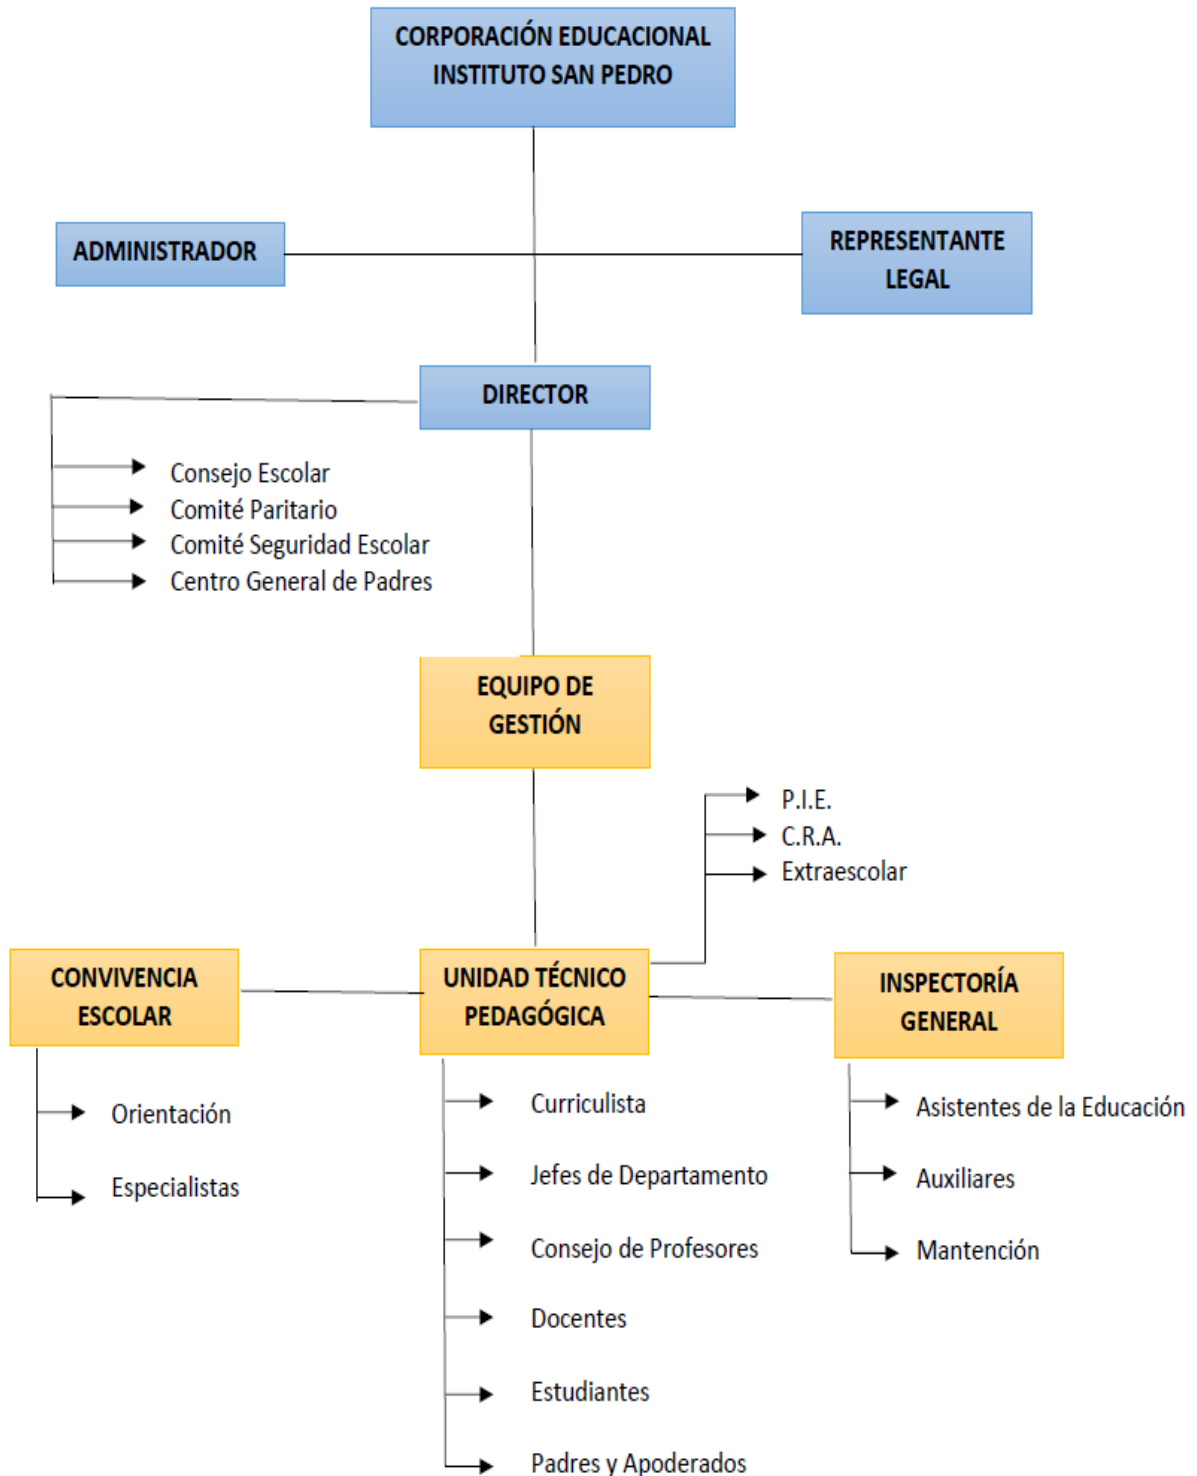 CORPORACIÓN EDUCACIONAL
INSTITUTO SAN PEDRO
ADMINISTRADOR
REPRESENTANTE
LEGAL
DIRECTOR
Consejo Escolar
Comité Paritario
Comité Seguridad Escolar
Centro General de Padres
EQUIPO DE
GESTIÓN
P.I.E.
C.R.A.
Extraescolar
CONVIVENCIA
ESCOLAR
UNIDAD TÉCNICO
PEDAGÓGICA
INSPECTORÍA
GENERAL
Orientación
Especialistas
Curriculista
Jefes de Departamento
Consejo de Profesores
Docentes
Estudiantes
Padres y Apoderados
Asistentes de la Educación
Auxiliares
Mantención